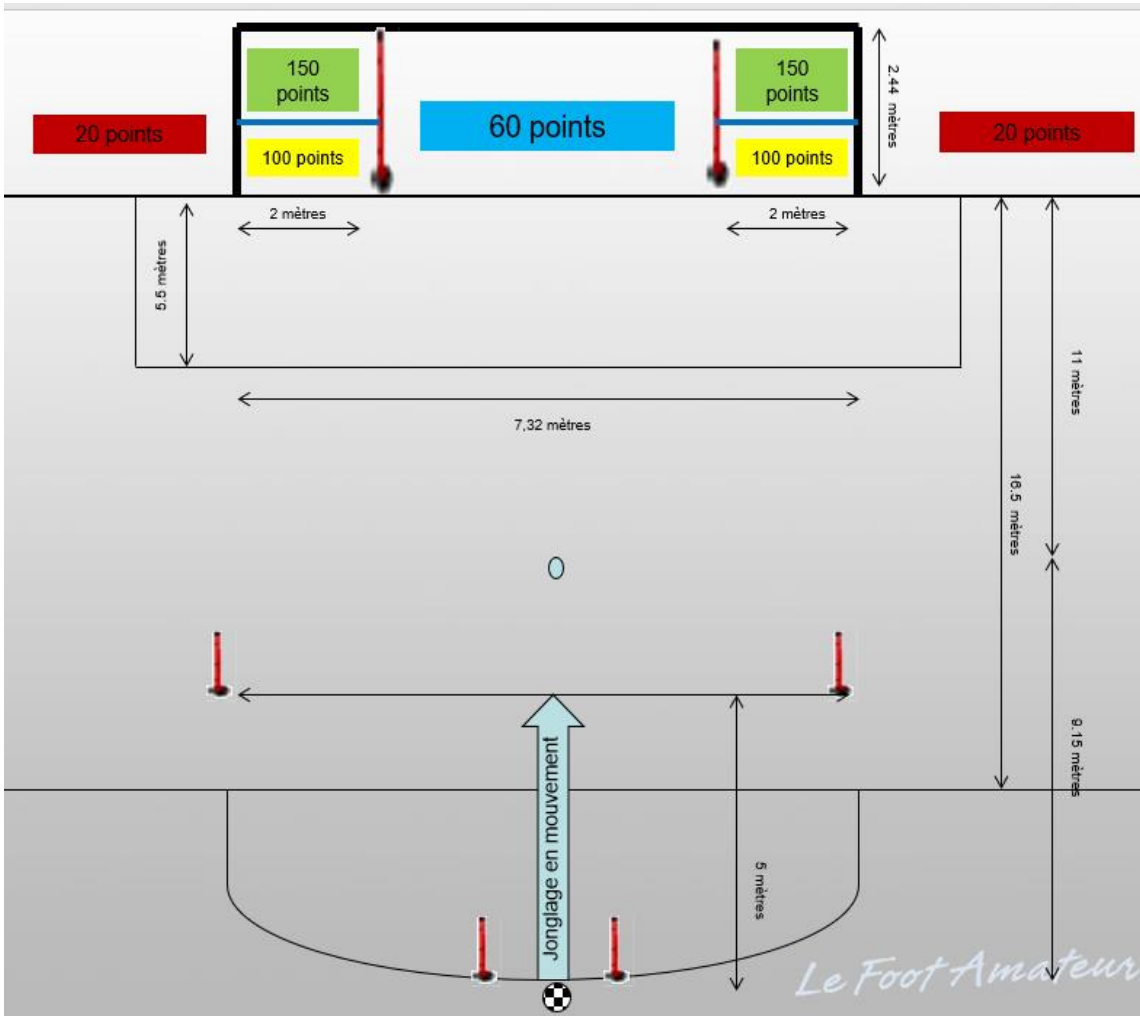 150
points
150
points
2.44 mètres
20 points
60 points
20 points
100 points
100 points
2 mètres
2 mètres
5.5 mètres
7,32 mètres
11 mètres
16.5 mètres
Jonglage en mouvement
9.15 mètres
5 mètres
Le Foot Amateur